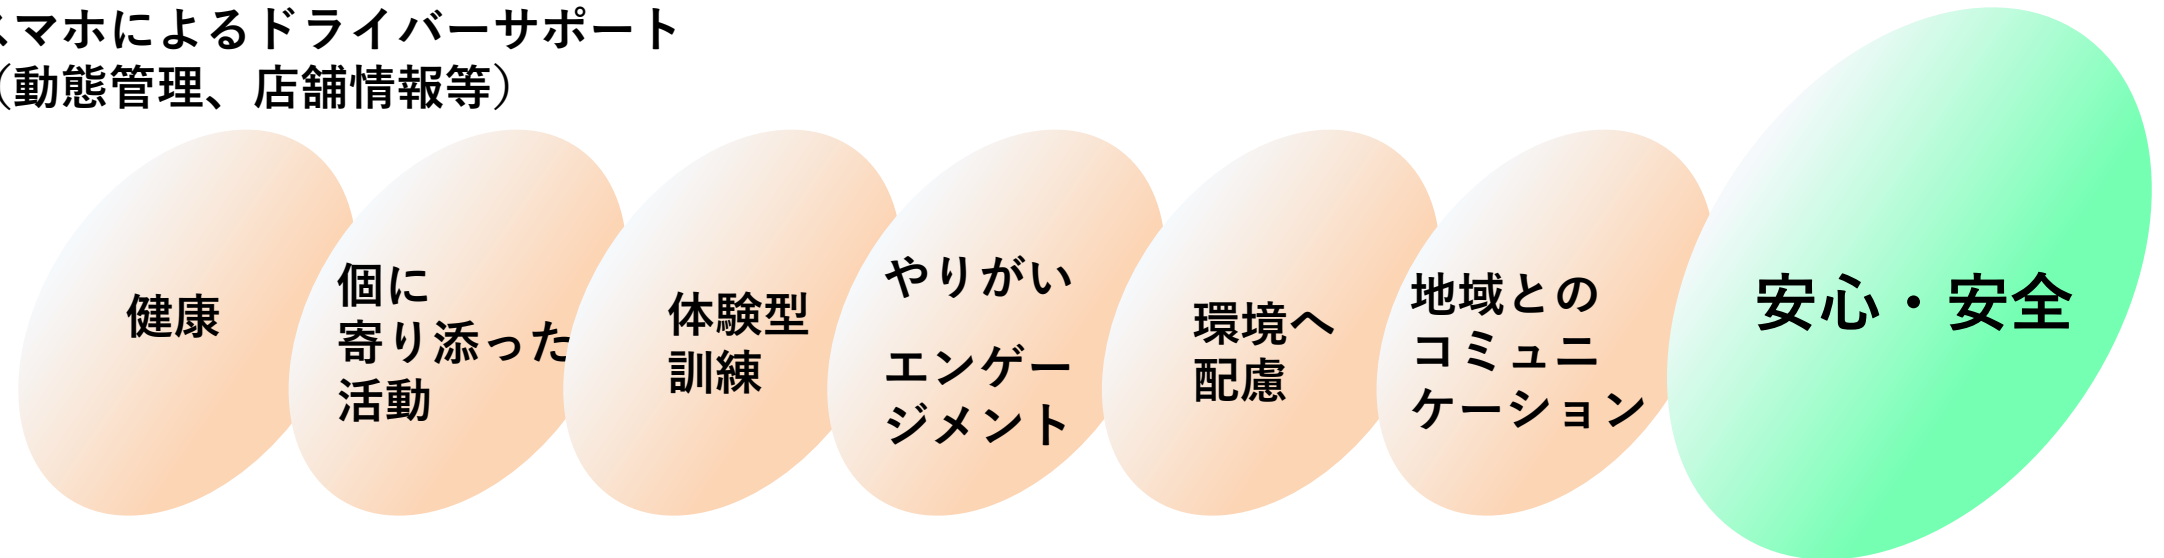 スマホによるドライバーサポート
（動態管理、店舗情報等）
健康
個に
寄り添った
活動
体験型
訓練
やりがい
エンゲー
ジメント
環境へ
配慮
地域との
コミュニ
ケーション
安心・安全